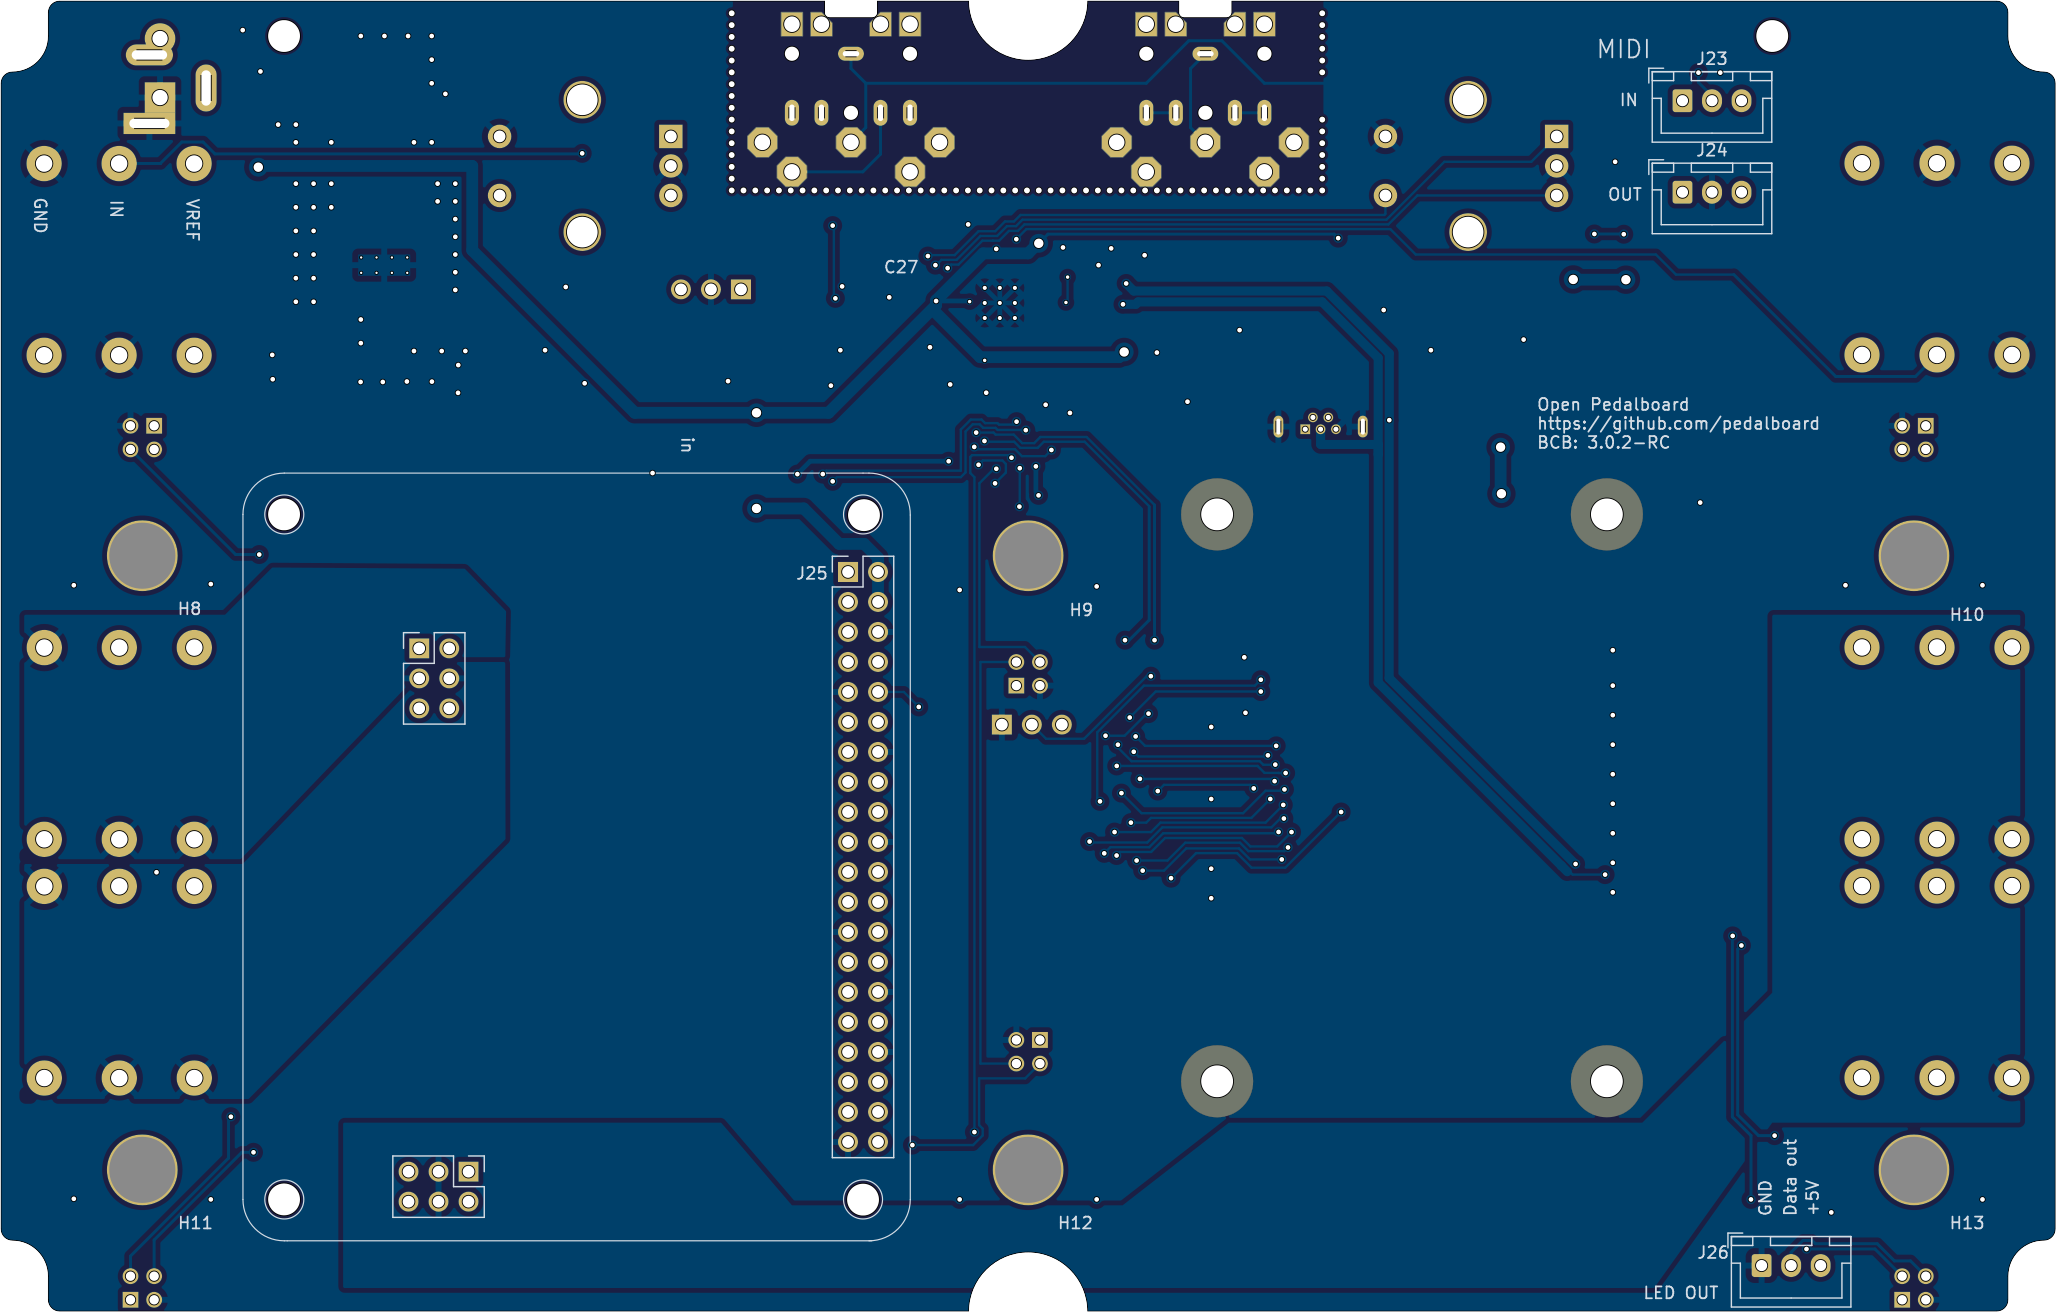 MIDI
J23
IN
J24
OUT
GND
IN
VREF
C27
Open Pedalboard
https://github.com/pedalboard
BCB: 3.0.2-RC
in
J25
H8
H9
H10
H11
H12
H13
GND
Data out
+5V
J26
LED OUT